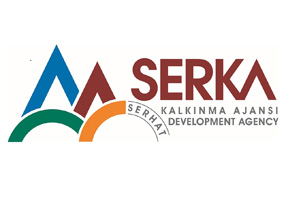 SERKA
SERHAT
KALKINMA AJANSI
DEVELOPMENT AGENCY